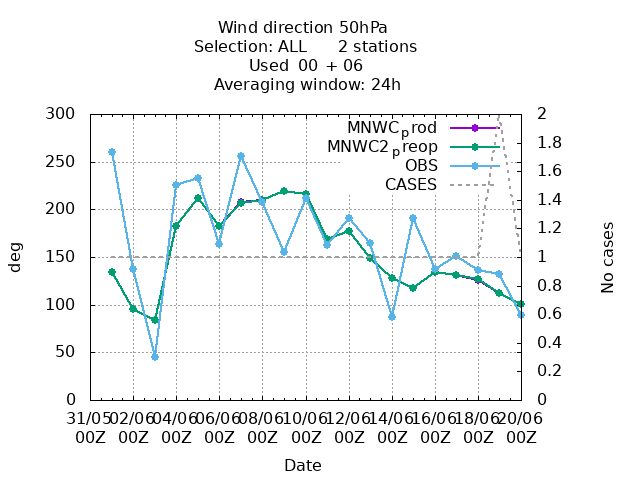 Wind direction 50hPa
Selection: ALL 2 stations
Used 00 + 06
Averaging window: 24h
300
250
200
150
100
50
0
deg
2
1.8
1.6
1.4
1.2
1
0.8
0.6
0.4
0.2
0
No cases
MNWCprod
MNWC2preop
OBS
CASES
31/05 02/06 04/06 06/06 08/06 10/06 12/06 14/06 16/06 18/06 20/06
00Z 00Z 00Z 00Z 00Z 00Z 00Z 00Z 00Z 00Z 00Z
Date